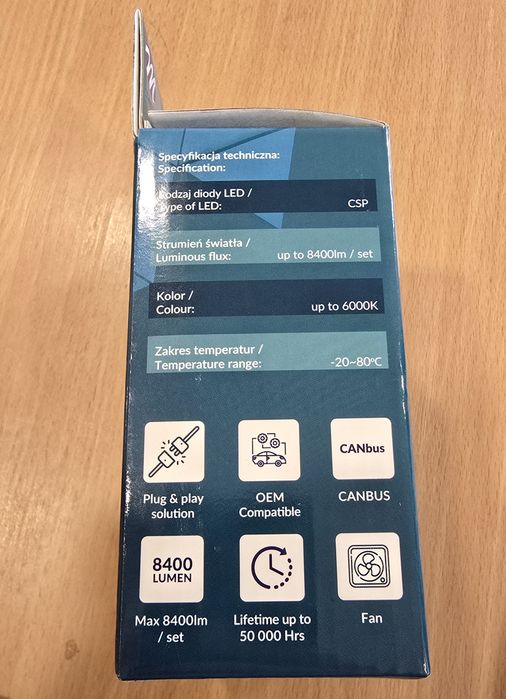 Specyfikacja techniczna:
Specification:
Rodzaj diody LED /
Type of LED: CSP
Strumień światła /
Luminous flux: up to 8400lm / set
Kolor /
Colour: up to 6000K
Zakres temperatur /
Temperature range: -20~80ºC
Plug & play
solution
OEM
Compatible
CANbus
CANBUS
8400
LUMEN
Max 8400lm
/ set
Lifetime up to
50 000 Hrs
Fan